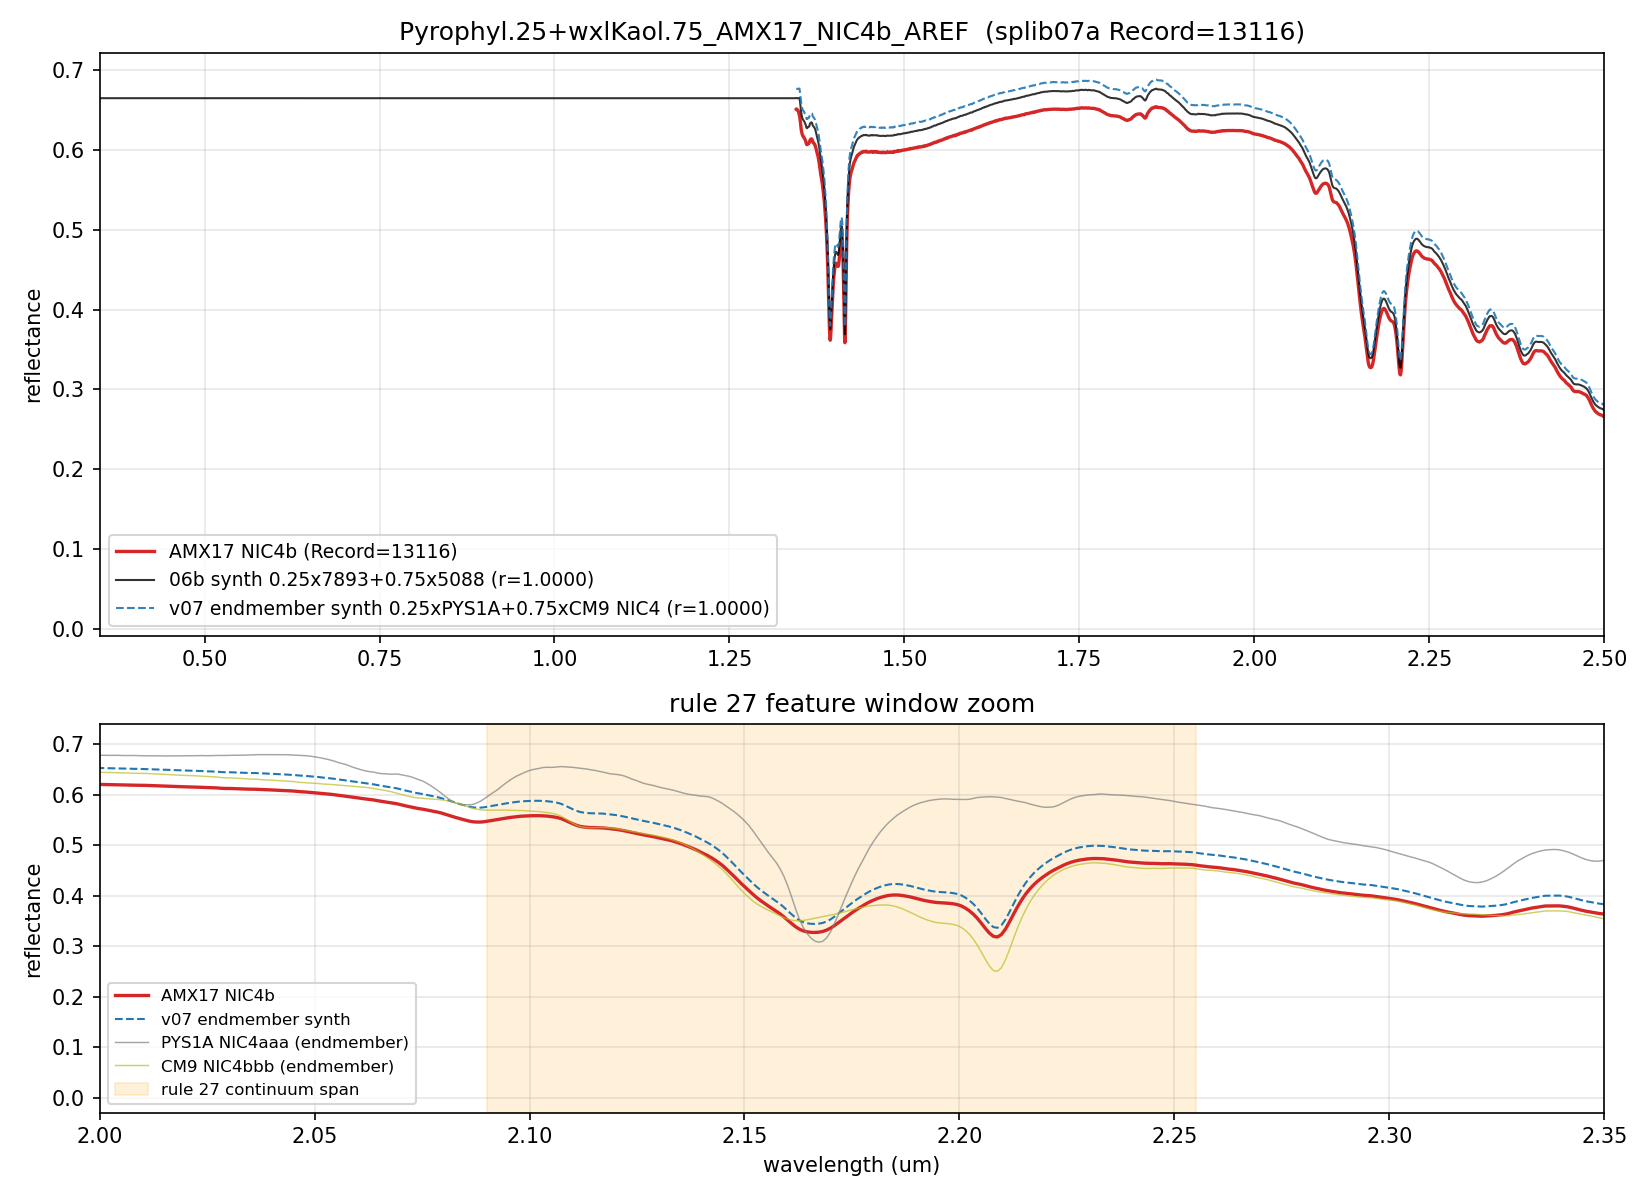 Pyrophyl.25+wxlKaol.75_AMX17_NIC4b_AREF  (splib07a Record=13116)
reflectance
0.7
0.6
0.5
0.4
0.3
0.2
0.1
0.0
AMX17 NIC4b (Record=13116)
06b synth 0.25x7893+0.75x5088 (r=1.0000)
v07 endmember synth 0.25xPYS1A+0.75xCM9 NIC4 (r=1.0000)
0.50 0.75 1.00 1.25 1.50 1.75 2.00 2.25 2.50
rule 27 feature window zoom
reflectance
0.7
0.6
0.5
0.4
0.3
0.2
0.1
0.0
AMX17 NIC4b
v07 endmember synth
PYS1A NIC4aaa (endmember)
CM9 NIC4bbb (endmember)
rule 27 continuum span
2.00 2.05 2.10 2.15 2.20 2.25 2.30 2.35
wavelength (um)